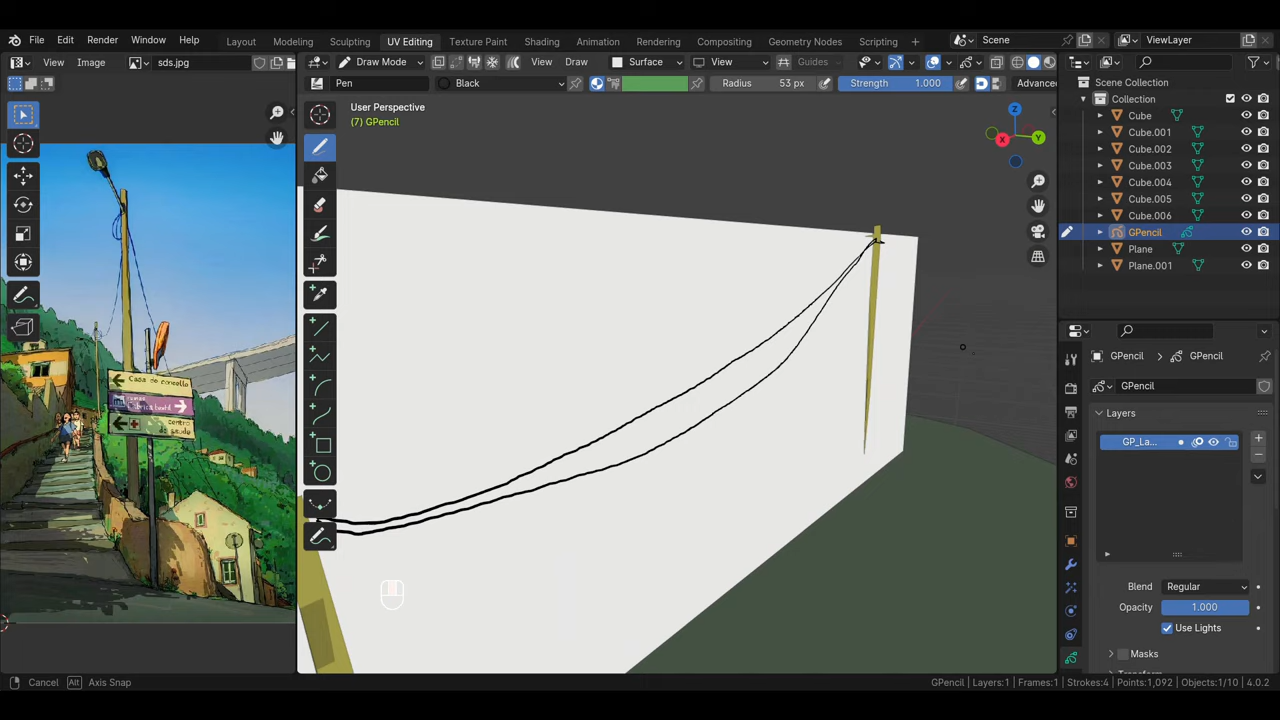 File Edit Render Window Help Layout Modeling Sculpting UV Editing Texture Paint Shading Animation Rendering Compositing Geometry Nodes Scripting Scene ViewLayer
View Image sds.jpg Draw Mode View Draw Surface View Guides
Pen Black Radius 53 px Strength 1.000 Advanc
User Perspective
(7) GPencil
Z
Y
X
Scene Collection
Collection
Cube
Cube.001
Cube.002
Cube.003
Cube.004
Cube.005
Cube.006
GPencil
Plane
Plane.001
GPencil GPencil
GPencil
Layers
GP_La...
Blend Regular
Opacity 1.000
Use Lights
Masks
Casa do concello
centro
de saude
Cancel Alt Axis Snap GPencil | Layers:1 | Frames:1 | Strokes:4 | Points:1,092 | Objects:1/10 | 4.0.2